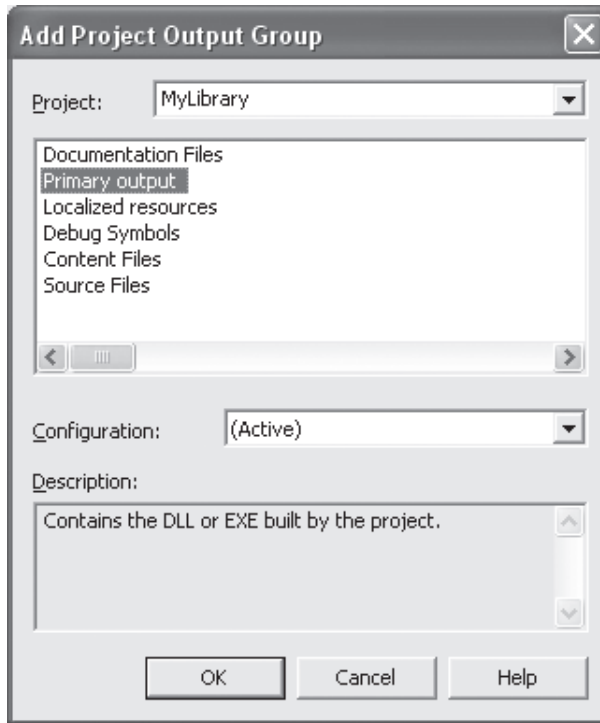 Add Project Output Group
Project: MyLibrary
Documentation Files
Primary output
Localized resources
Debug Symbols
Content Files
Source Files
Configuration: (Active)
Description:
Contains the DLL or EXE built by the project.
OK Cancel Help